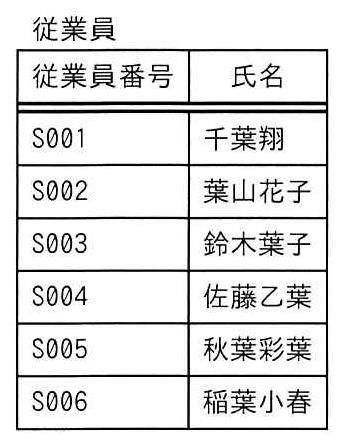 従業員
従業員番号 氏名
S001 千葉翔
S002 葉山花子
S003 鈴木葉子
S004 佐藤乙葉
S005 秋葉彩葉
S006 稲葉小春